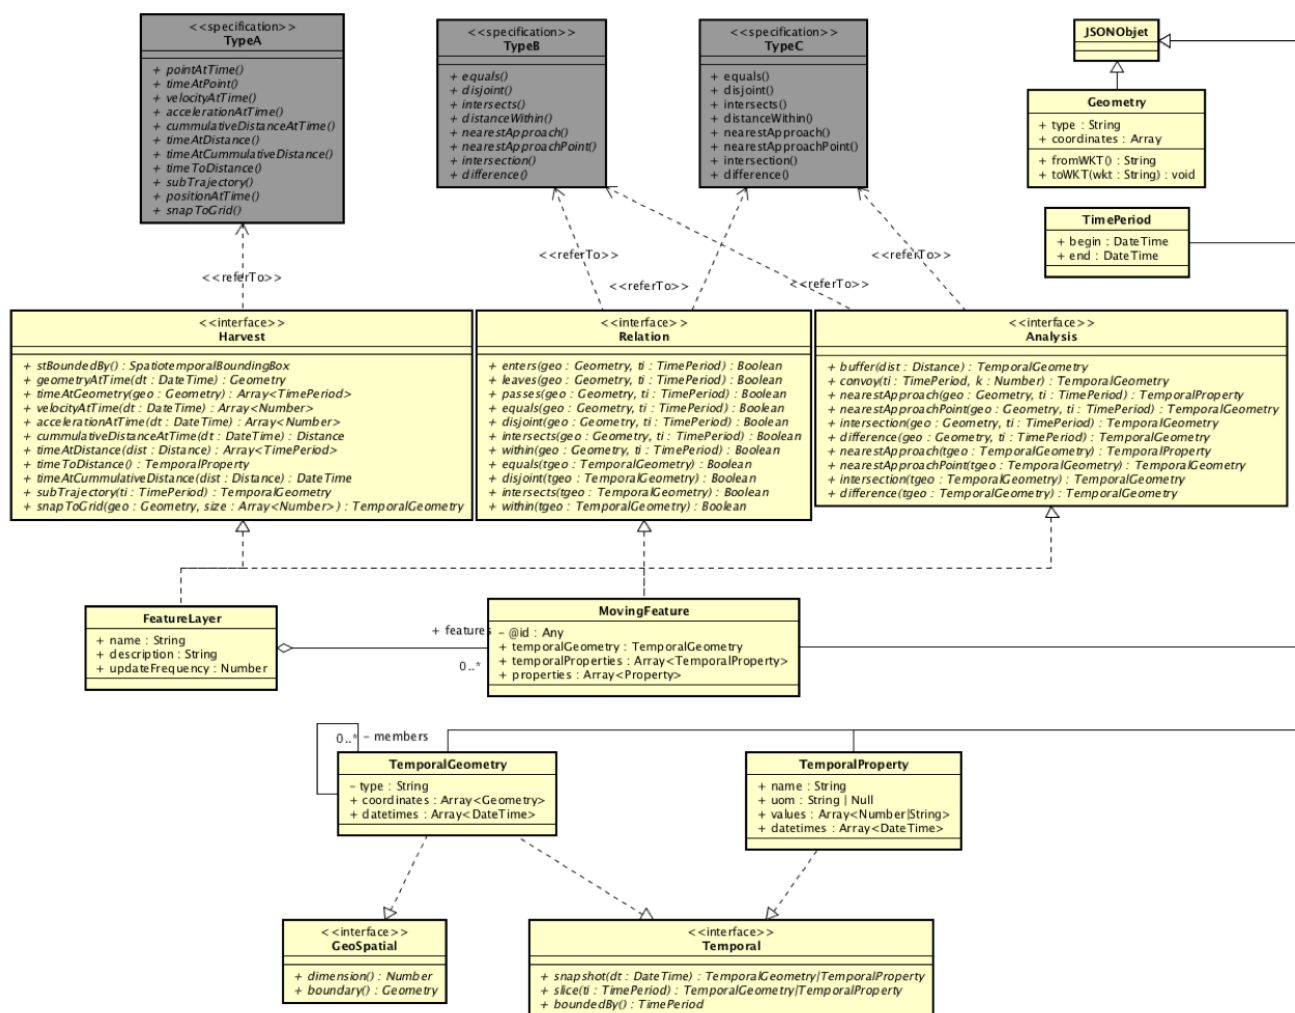 <<specification>>
TypeA
+ pointAtTime()
+ timeAtPoint()
+ velocityAtTime()
+ accelerationAtTime()
+ cummulativeDistanceAtTime()
+ timeAtDistance()
+ timeAtCummulativeDistance()
+ timeToDistance()
+ subTrajectory()
+ positionAtTime()
+ snapToGrid()
<<specification>>
TypeB
+ equals()
+ disjoint()
+ intersects()
+ distanceWithin()
+ nearestApproach()
+ nearestApproachPoint()
+ intersection()
+ difference()
<<specification>>
TypeC
+ equals()
+ disjoint()
+ intersects()
+ distanceWithin()
+ nearestApproach()
+ nearestApproachPoint()
+ intersection()
+ difference()
JSONObjet
Geometry
+ type : String
+ coordinates : Array
+ fromWKT() : String
+ toWKT(wkt : String) : void
TimePeriod
+ begin : DateTime
+ end : DateTime
<<referTo>>
<<referTo>>
<<referTo>>
<<referTo>>
<<referTo>>
<<interface>>
Harvest
+ stBoundedBy() : SpatiotemporalBoundingBox
+ geometryAtTime(dt : DateTime) : Geometry
+ timeAtGeometry(geo : Geometry) : Array<TimePeriod>
+ velocityAtTime(dt : DateTime) : Array<Number>
+ accelerationAtTime(dt : DateTime) : Array<Number>
+ cummulativeDistanceAtTime(dt : DateTime) : Distance
+ timeAtDistance(dist : Distance) : Array<TimePeriod>
+ timeToDistance() : TemporalProperty
+ timeAtCummulativeDistance(dist : Distance) : DateTime
+ subTrajectory(ti : TimePeriod) : TemporalGeometry
+ snapToGrid(geo : Geometry, size : Array<Number>) : TemporalGeometry
<<interface>>
Relation
+ enters(geo : Geometry, ti : TimePeriod) : Boolean
+ leaves(geo : Geometry, ti : TimePeriod) : Boolean
+ passes(geo : Geometry, ti : TimePeriod) : Boolean
+ equals(geo : Geometry, ti : TimePeriod) : Boolean
+ disjoint(geo : Geometry, ti : TimePeriod) : Boolean
+ intersects(geo : Geometry, ti : TimePeriod) : Boolean
+ within(geo : Geometry, ti : TimePeriod) : Boolean
+ equals(tgeo : TemporalGeometry) : Boolean
+ disjoint(tgeo : TemporalGeometry) : Boolean
+ intersects(tgeo : TemporalGeometry) : Boolean
+ within(tgeo : TemporalGeometry) : Boolean
<<interface>>
Analysis
+ buffer(dist : Distance) : TemporalGeometry
+ convoy(ti : TimePeriod, k : Number) : TemporalGeometry
+ nearestApproach(geo : Geometry, ti : TimePeriod) : TemporalProperty
+ nearestApproachPoint(geo : Geometry, ti : TimePeriod) : TemporalGeometry
+ intersection(geo : Geometry, ti : TimePeriod) : TemporalGeometry
+ difference(geo : Geometry, ti : TimePeriod) : TemporalGeometry
+ nearestApproach(tgeo : TemporalGeometry) : TemporalProperty
+ nearestApproachPoint(tgeo : TemporalGeometry) : TemporalGeometry
+ intersection(tgeo : TemporalGeometry) : TemporalGeometry
+ difference(tgeo : TemporalGeometry) : TemporalGeometry
FeatureLayer
+ name : String
+ description : String
+ updateFrequency : Number
+ features
0..*
MovingFeature
- @id : Any
+ temporalGeometry : TemporalGeometry
+ temporalProperties : Array<TemporalProperty>
+ properties : Array<Property>
0..* - members
TemporalGeometry
- type : String
+ coordinates : Array<Geometry>
+ datetimes : Array<DateTime>
TemporalProperty
+ name : String
+ uom : String | Null
+ values : Array<Number|String>
+ datetimes : Array<DateTime>
<<interface>>
GeoSpatial
+ dimension() : Number
+ boundary() : Geometry
<<interface>>
Temporal
+ snapshot(dt : DateTime) : TemporalGeometry|TemporalProperty
+ slice(ti : TimePeriod) : TemporalGeometry|TemporalProperty
+ boundedBy() : TimePeriod